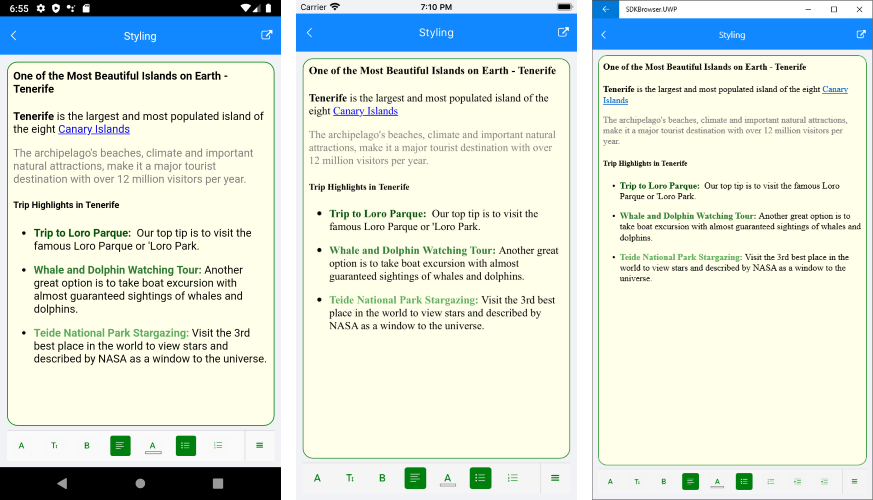 6:55
Styling
One of the Most Beautiful Islands on Earth -
Tenerife
Tenerife is the largest and most populated island of
the eight Canary Islands
The archipelago's beaches, climate and important
natural attractions, make it a major tourist
destination with over 12 million visitors per year.
Trip Highlights in Tenerife
• Trip to Loro Parque: Our top tip is to visit the
famous Loro Parque or 'Loro Park.
• Whale and Dolphin Watching Tour: Another
great option is to take boat excursion with
almost guaranteed sightings of whales and
dolphins.
• Teide National Park Stargazing: Visit the 3rd
best place in the world to view stars and
described by NASA as a window to the universe.
A TI B A
Carrier 7:10 PM
Styling
One of the Most Beautiful Islands on Earth - Tenerife
Tenerife is the largest and most populated island of the
eight Canary Islands
The archipelago's beaches, climate and important natural
attractions, make it a major tourist destination with over
12 million visitors per year.
Trip Highlights in Tenerife
• Trip to Loro Parque: Our top tip is to visit the
famous Loro Parque or 'Loro Park.
• Whale and Dolphin Watching Tour: Another great
option is to take boat excursion with almost
guaranteed sightings of whales and dolphins.
• Teide National Park Stargazing: Visit the 3rd best
place in the world to view stars and described by
NASA as a window to the universe.
A TI B A
SDKBrowser.UWP
Styling
One of the Most Beautiful Islands on Earth - Tenerife
Tenerife is the largest and most populated island of the eight Canary
Islands
The archipelago's beaches, climate and important natural attractions,
make it a major tourist destination with over 12 million visitors per
year.
Trip Highlights in Tenerife
• Trip to Loro Parque: Our top tip is to visit the famous Loro
Parque or 'Loro Park.
• Whale and Dolphin Watching Tour: Another great option is to
take boat excursion with almost guaranteed sightings of whales and
dolphins.
• Teide National Park Stargazing: Visit the 3rd best place in the
world to view stars and described by NASA as a window to the
universe.
A TI B A